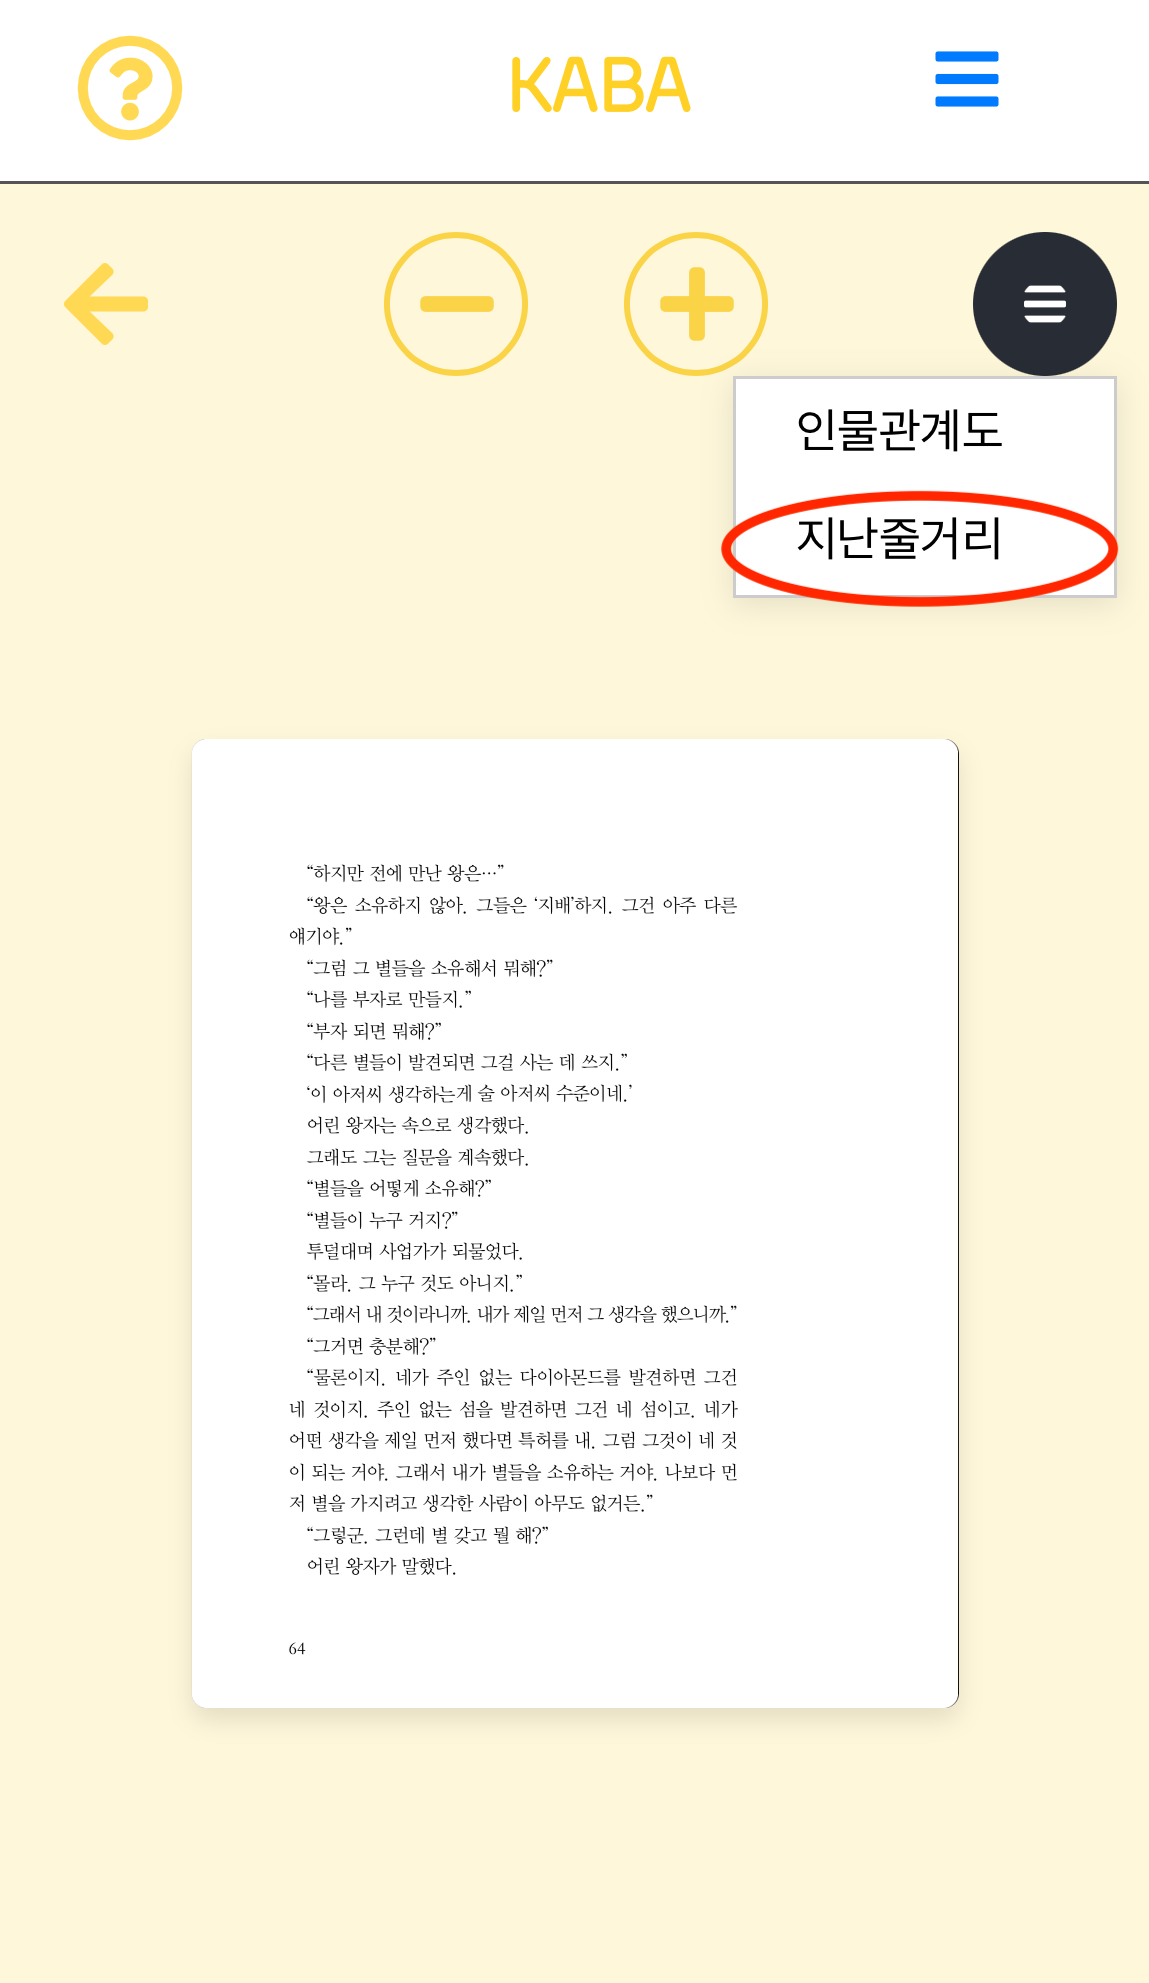 KABA
인물관계도
지난줄거리
“하지만 전에 만난 왕은…”
“왕은 소유하지 않아. 그들은 ‘지배’하지. 그건 아주 다른
얘기야.”
“그럼 그 별들을 소유해서 뭐해?”
“나를 부자로 만들지.”
“부자 되면 뭐해?”
“다른 별들이 발견되면 그걸 사는 데 쓰지.”
‘이 아저씨 생각하는게 술 아저씨 수준이네.’
어린 왕자는 속으로 생각했다.
그래도 그는 질문을 계속했다.
“별들을 어떻게 소유해?”
“별들이 누구 거지?”
투덜대며 사업가가 되물었다.
“몰라. 그 누구 것도 아니지.”
“그래서 내 것이라니까. 내가 제일 먼저 그 생각을 했으니까.”
“그거면 충분해?”
“물론이지. 네가 주인 없는 다이아몬드를 발견하면 그건
네 것이지. 주인 없는 섬을 발견하면 그건 네 섬이고. 네가
어떤 생각을 제일 먼저 했다면 특허를 내. 그럼 그것이 네 것
이 되는 거야. 그래서 내가 별들을 소유하는 거야. 나보다 먼
저 별을 가지려고 생각한 사람이 아무도 없거든.”
“그렇군. 그런데 별 갖고 뭘 해?”
어린 왕자가 말했다.
64